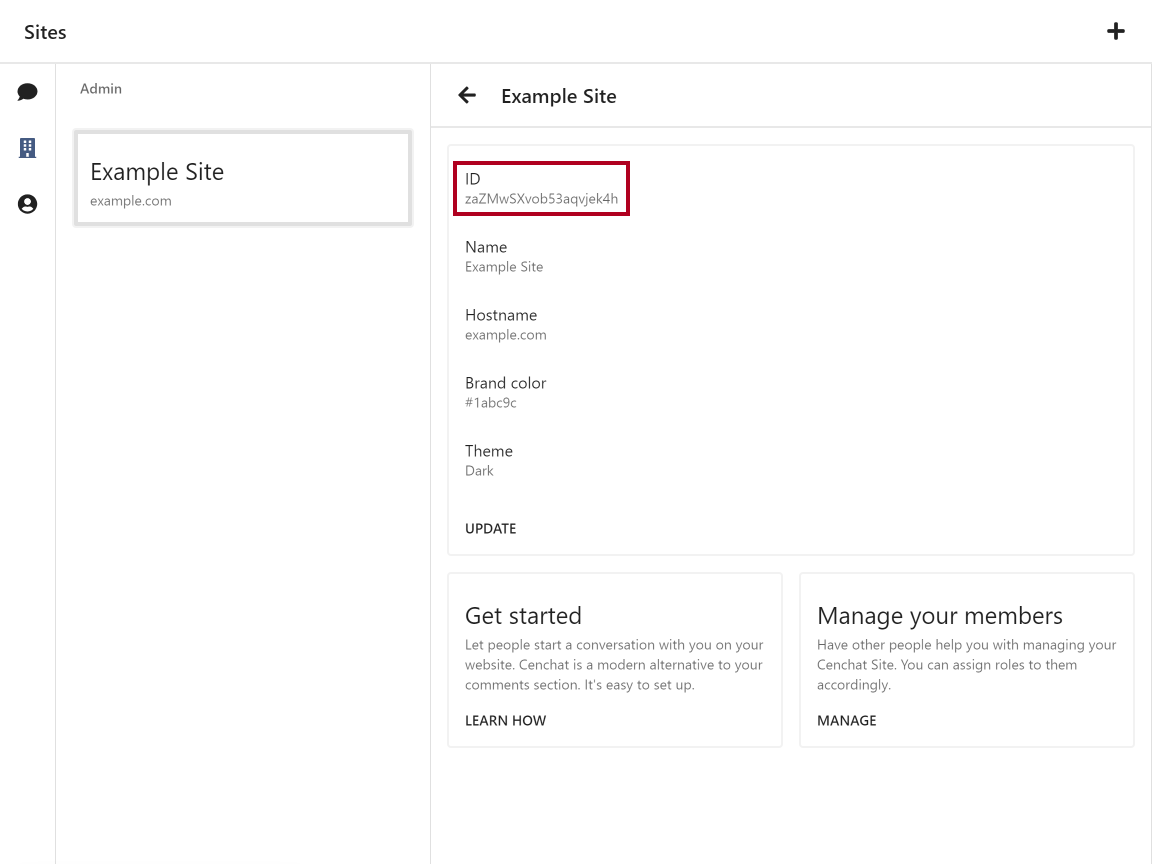 Sites
Admin
Example Site
example.com
Example Site
ID
zaZMwSXvob53aqvjek4h
Name
Example Site
Hostname
example.com
Brand color
#1abc9c
Theme
Dark
UPDATE
Get started
Let people start a conversation with you on your
website. Cenchat is a modern alternative to your
comments section. It's easy to set up.
LEARN HOW
Manage your members
Have other people help you with managing your
Cenchat Site. You can assign roles to them
accordingly.
MANAGE